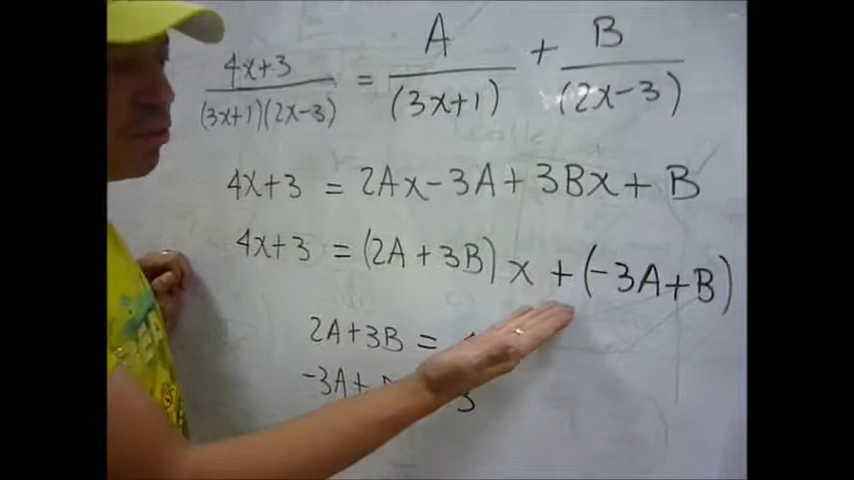 4x+3 / (3x+1)(2x-3) = A / (3x+1) + B / (2x-3)
4x+3 = 2Ax-3A+3Bx+B
4x+3 = (2A+3B)x+(-3A+B)
2A+3B =
-3A+ 3